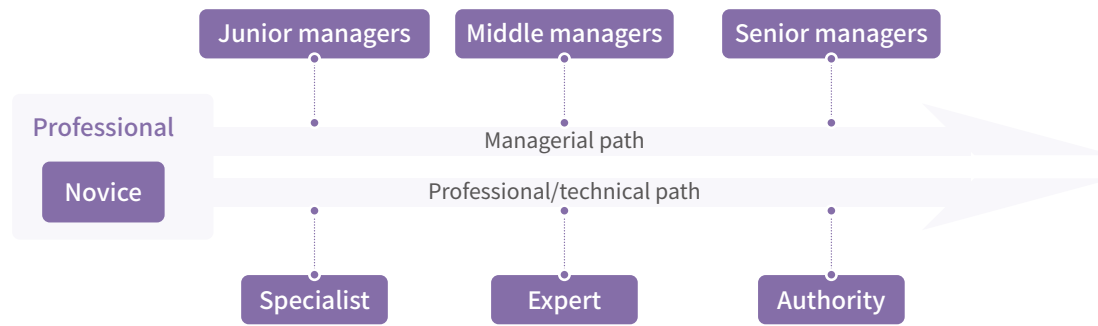 Junior managers
Middle managers
Senior managers
Professional
Managerial path
Novice
Professional/technical path
Specialist
Expert
Authority